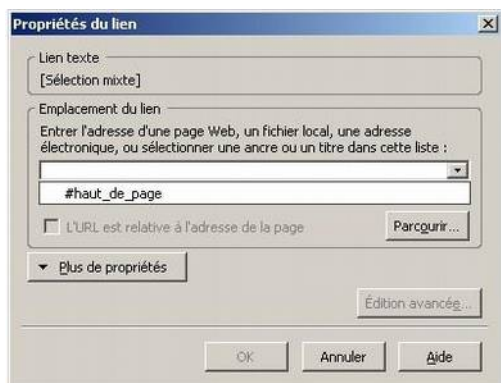 Propriétés du lien
Lien texte
[Sélection mixte]
Emplacement du lien
Entrer l'adresse d'une page Web, un fichier local, une adresse
électronique, ou sélectionner une ancre ou un titre dans cette liste :
#haut_de_page
L'URL est relative à l'adresse de la page
Parcourir...
Plus de propriétés
Édition avancée...
OK
Annuler
Aide